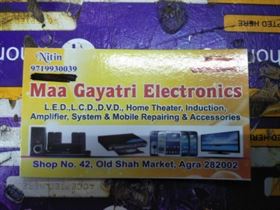 Nitin
9719930039
Maa Gayatri Electronics
L.E.D.,L.C.D.,D.V.D., Home Theater, Induction,
Amplifier, System & Mobile Repairing & Accessories
Shop No. 42, Old Shah Market, Agra 282002